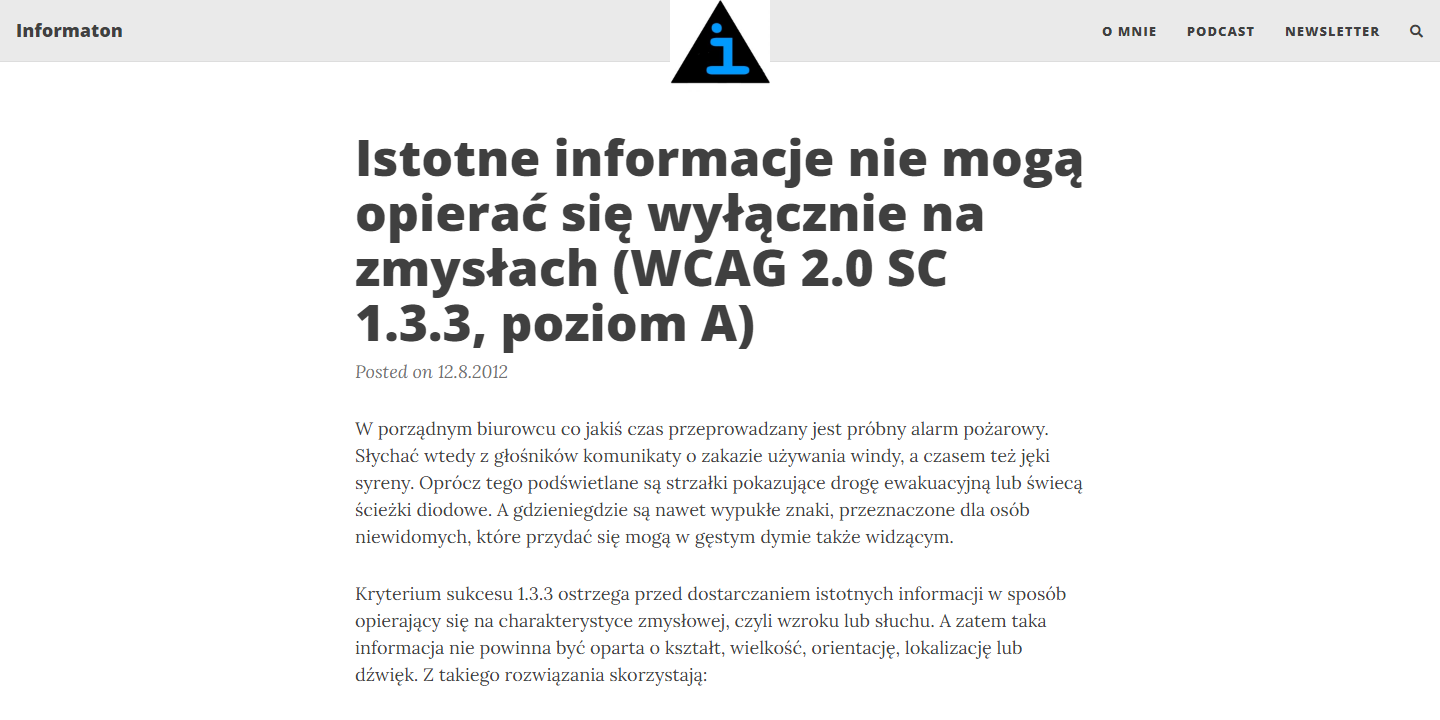 Informaton
i
O MNIE
PODCAST
NEWSLETTER
Istotne informacje nie mogą
opierać się wyłącznie na
zmysłach (WCAG 2.0 SC
1.3.3, poziom A)
Posted on 12.8.2012
W porządnym biurowcu co jakiś czas przeprowadzany jest próbny alarm pożarowy.
Słychać wtedy z głośników komunikaty o zakazie używania windy, a czasem też jęki
syreny. Oprócz tego podświetlane są strzałki pokazujące drogę ewakuacyjną lub świecą
ścieżki diodowe. A gdzieniegdzie są nawet wypukłe znaki, przeznaczone dla osób
niewidomych, które przydać się mogą w gęstym dymie także widzącym.
Kryterium sukcesu 1.3.3 ostrzega przed dostarczaniem istotnych informacji w sposób
opierający się na charakterystyce zmysłowej, czyli wzroku lub słuchu. A zatem taka
informacja nie powinna być oparta o kształt, wielkość, orientację, lokalizację lub
dźwięk. Z takiego rozwiązania skorzystają: